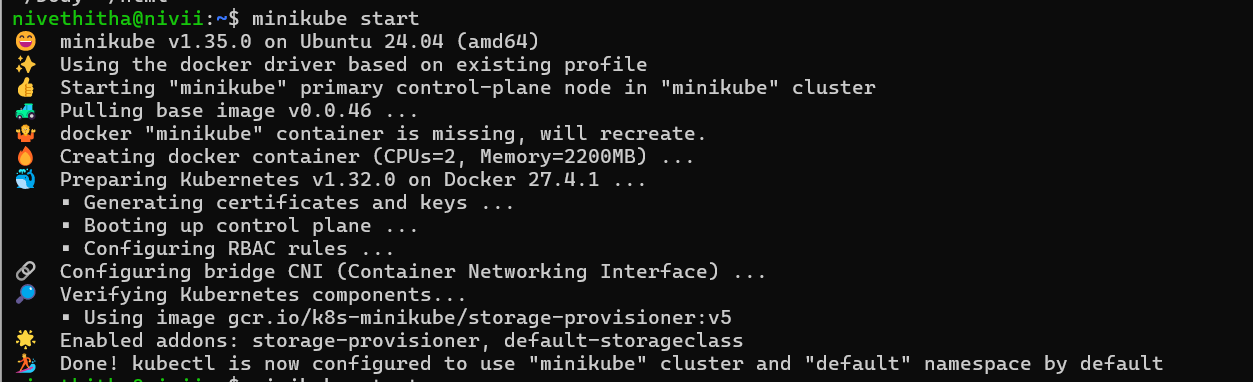 nivethitha@nivii:~$ minikube start
😄 minikube v1.35.0 on Ubuntu 24.04 (amd64)
✨ Using the docker driver based on existing profile
👍 Starting "minikube" primary control-plane node in "minikube" cluster
🚜 Pulling base image v0.0.46 ...
🤷 docker "minikube" container is missing, will recreate.
🔥 Creating docker container (CPUs=2, Memory=2200MB) ...
🐳 Preparing Kubernetes v1.32.0 on Docker 27.4.1 ...
▪ Generating certificates and keys ...
▪ Booting up control plane ...
▪ Configuring RBAC rules ...
🔗 Configuring bridge CNI (Container Networking Interface) ...
🔎 Verifying Kubernetes components...
▪ Using image gcr.io/k8s-minikube/storage-provisioner:v5
🌟 Enabled addons: storage-provisioner, default-storageclass
🏄 Done! kubectl is now configured to use "minikube" cluster and "default" namespace by default